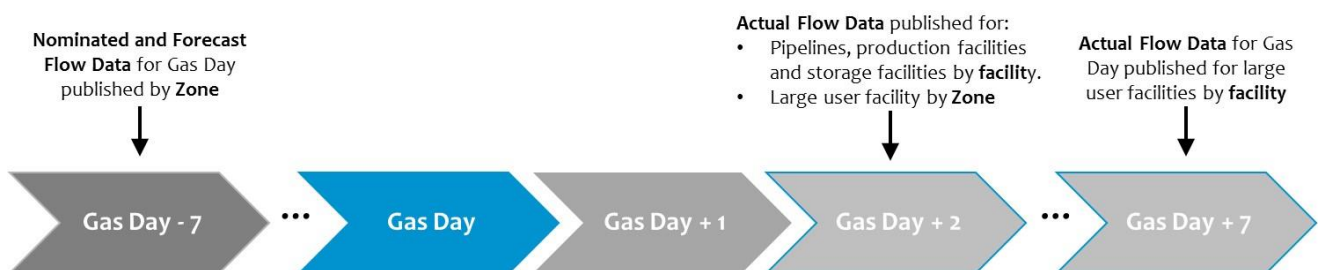 Nominated and Forecast
Flow Data for Gas Day
published by Zone
Actual Flow Data published for:
• Pipelines, production facilities
and storage facilities by facility.
• Large user facility by Zone
Actual Flow Data for Gas
Day published for large
user facilities by facility
Gas Day - 7
...
Gas Day
Gas Day + 1
Gas Day + 2
...
Gas Day + 7